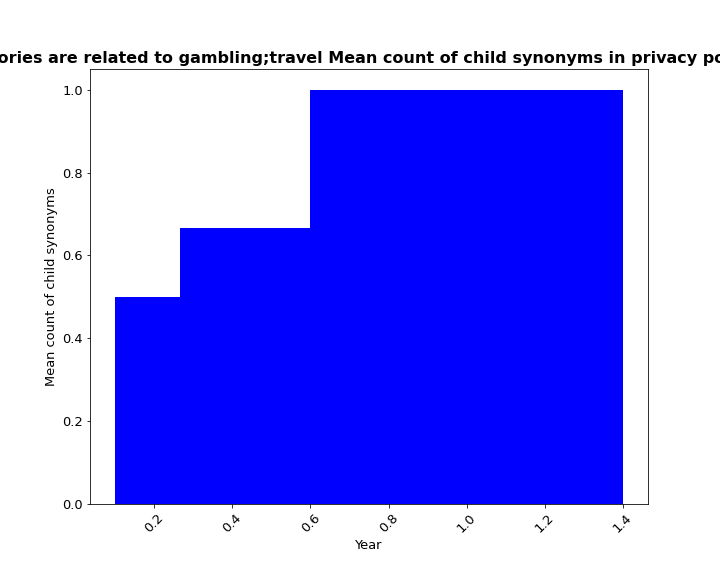 ories are related to gambling;travel Mean count of child synonyms in privacy po
1.0
0.8
0.6
0.4
0.2
0.0
Mean count of child synonyms
0.2 0.4 0.6 0.8 1.0 1.2 1.4
Year